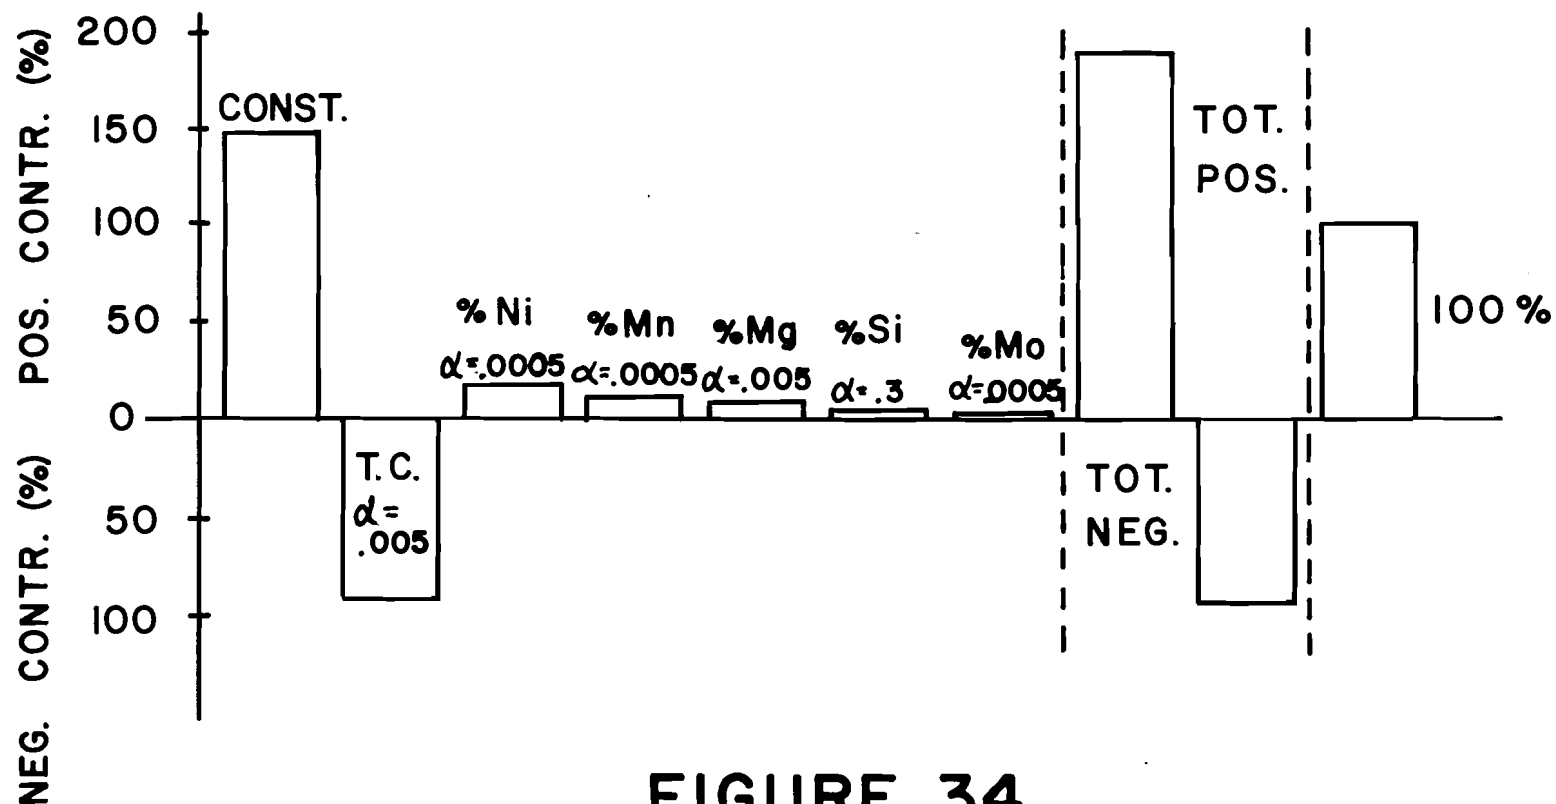 POS. CONTR. (%)
NEG. CONTR. (%)
200
150
100
50
0
50
100
CONST.
T.C.
α=
.005
%Ni
α=.0005
%Mn
α=.0005
%Mg
α=.005
%Si
α=.3
%Mo
α=.0005
TOT.
POS.
TOT.
NEG.
100%
FIGURE 34